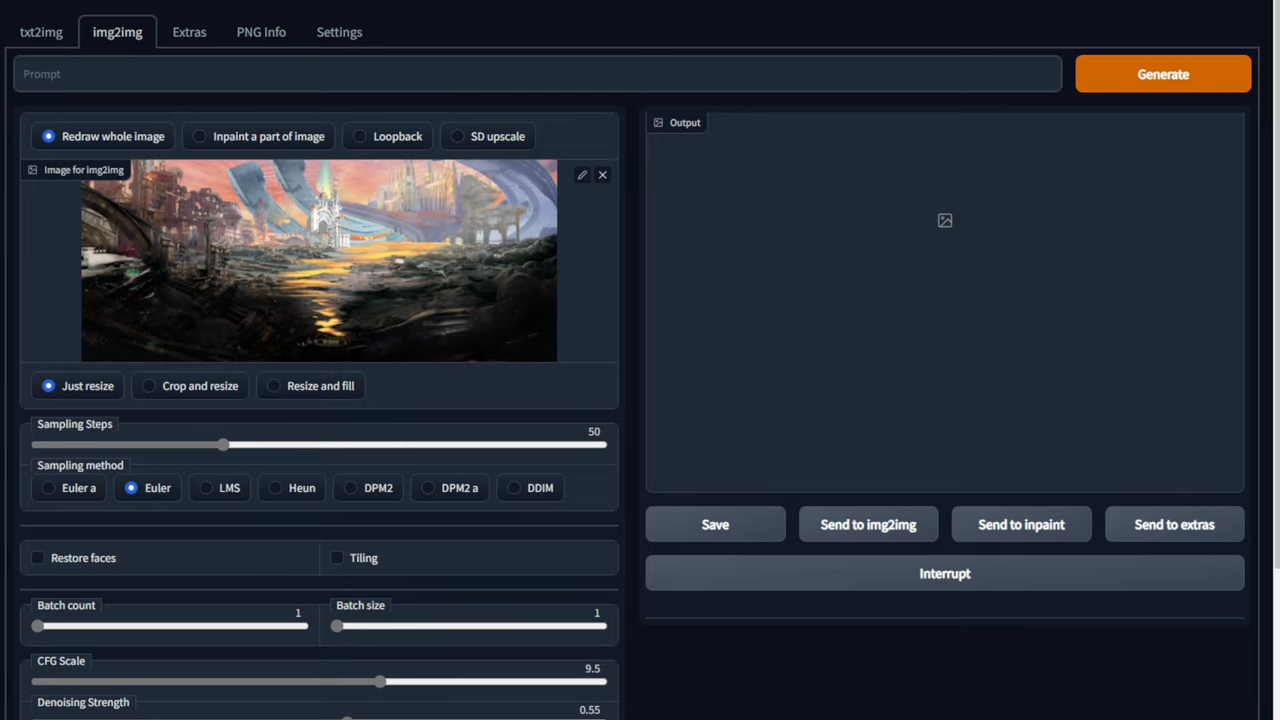 txt2img img2img Extras PNG Info Settings
Prompt
Generate
Redraw whole image Inpaint a part of image Loopback SD upscale
Image for img2img
Just resize Crop and resize Resize and fill
Sampling Steps
50
Sampling method
Euler a Euler LMS Heun DPM2 DPM2 a DDIM
Restore faces Tiling
Batch count
1
Batch size
1
CFG Scale
9.5
Denoising Strength
0.55
Output
Save Send to img2img Send to inpaint Send to extras
Interrupt